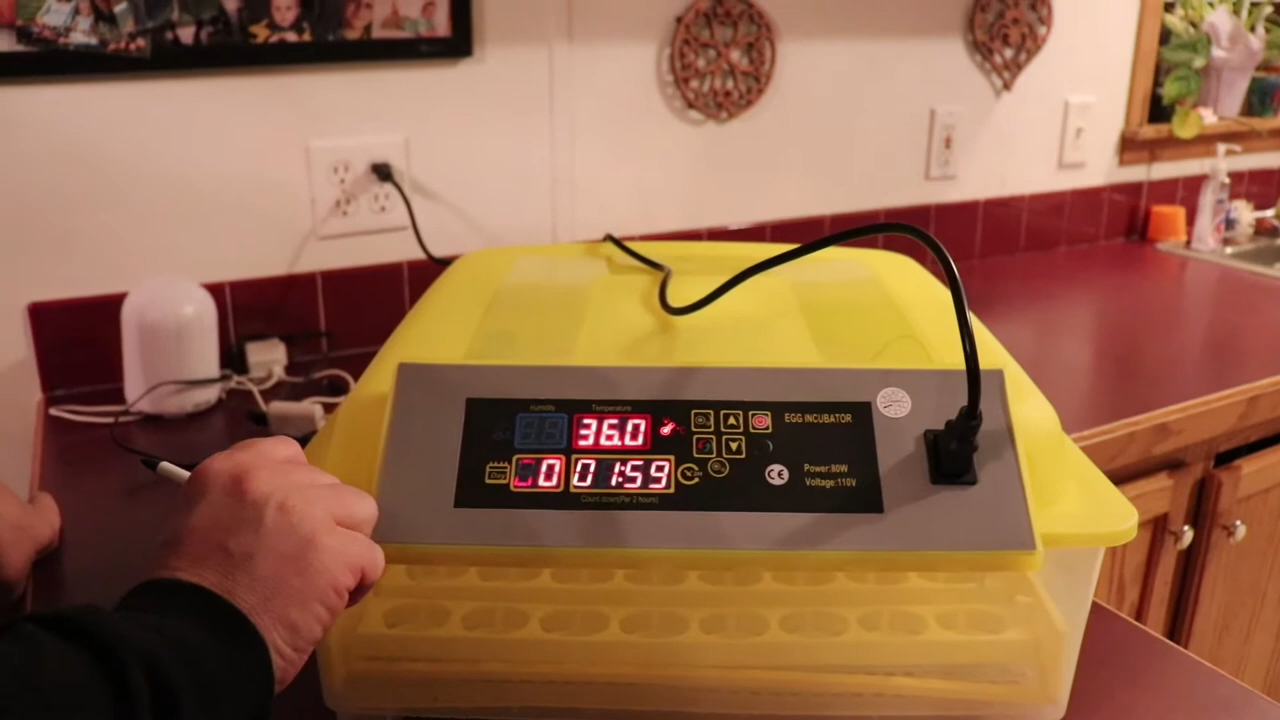 Humidity
Temperature
36.0
EGG INCUBATOR
Day
0
01:59
CE
Power:80W
Voltage:110V
Count down(Per 2 hours)